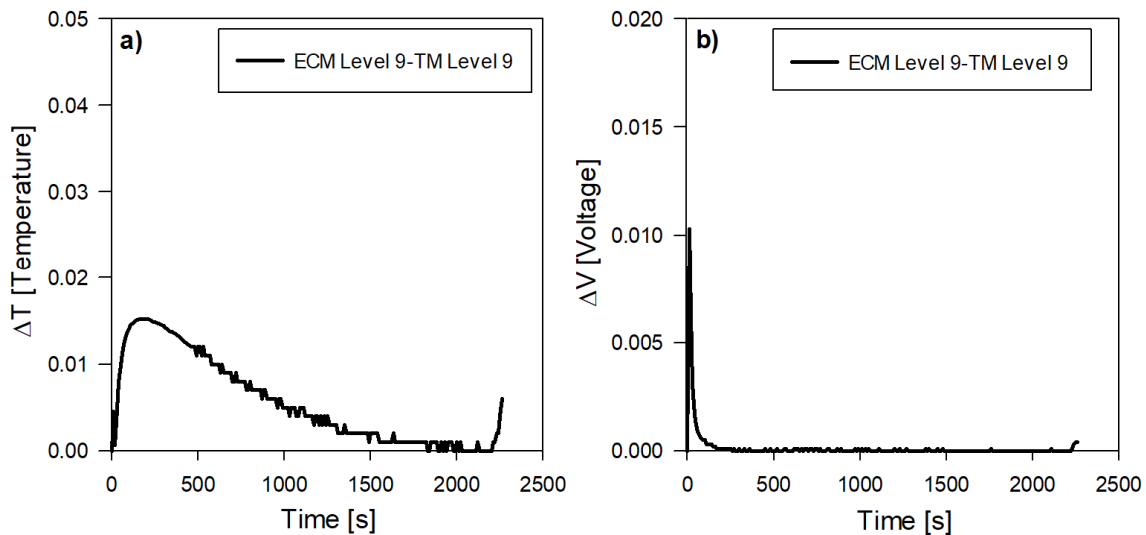 a)
ECM Level 9-TM Level 9
ΔT [Temperature]
0.05
0.04
0.03
0.02
0.01
0.00
0 500 1000 1500 2000 2500
Time [s]
b)
ECM Level 9-TM Level 9
ΔV [Voltage]
0.020
0.015
0.010
0.005
0.000
0 500 1000 1500 2000 2500
Time [s]